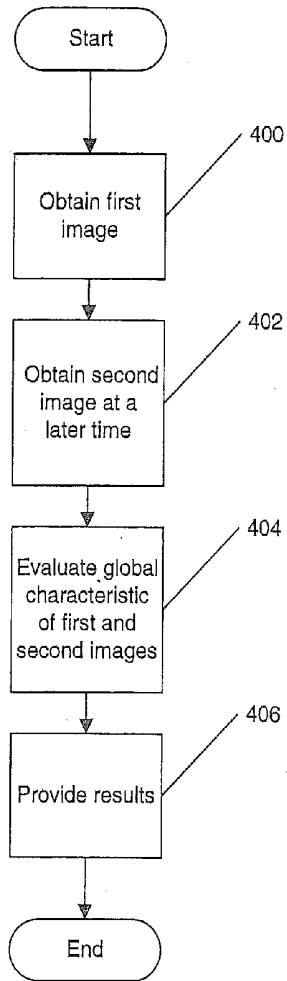 Start
400
Obtain first
image
402
Obtain second
image at a
later time
404
Evaluate global
characteristic
of first and
second images
406
Provide results
End